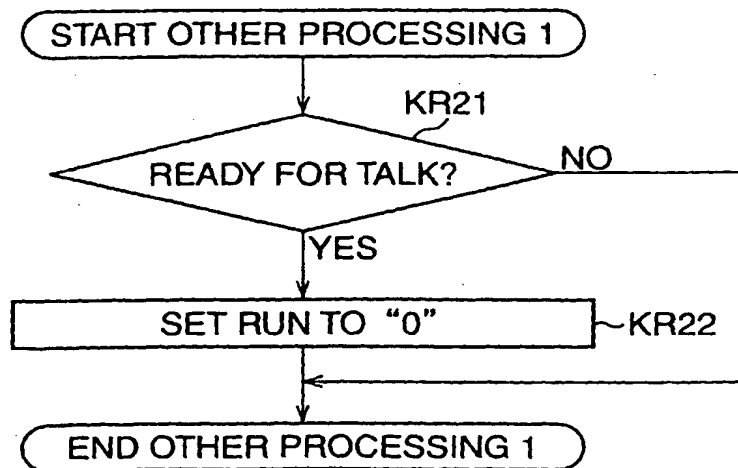 START OTHER PROCESSING 1
KR21
READY FOR TALK?
NO
YES
SET RUN TO “0”
KR22
END OTHER PROCESSING 1